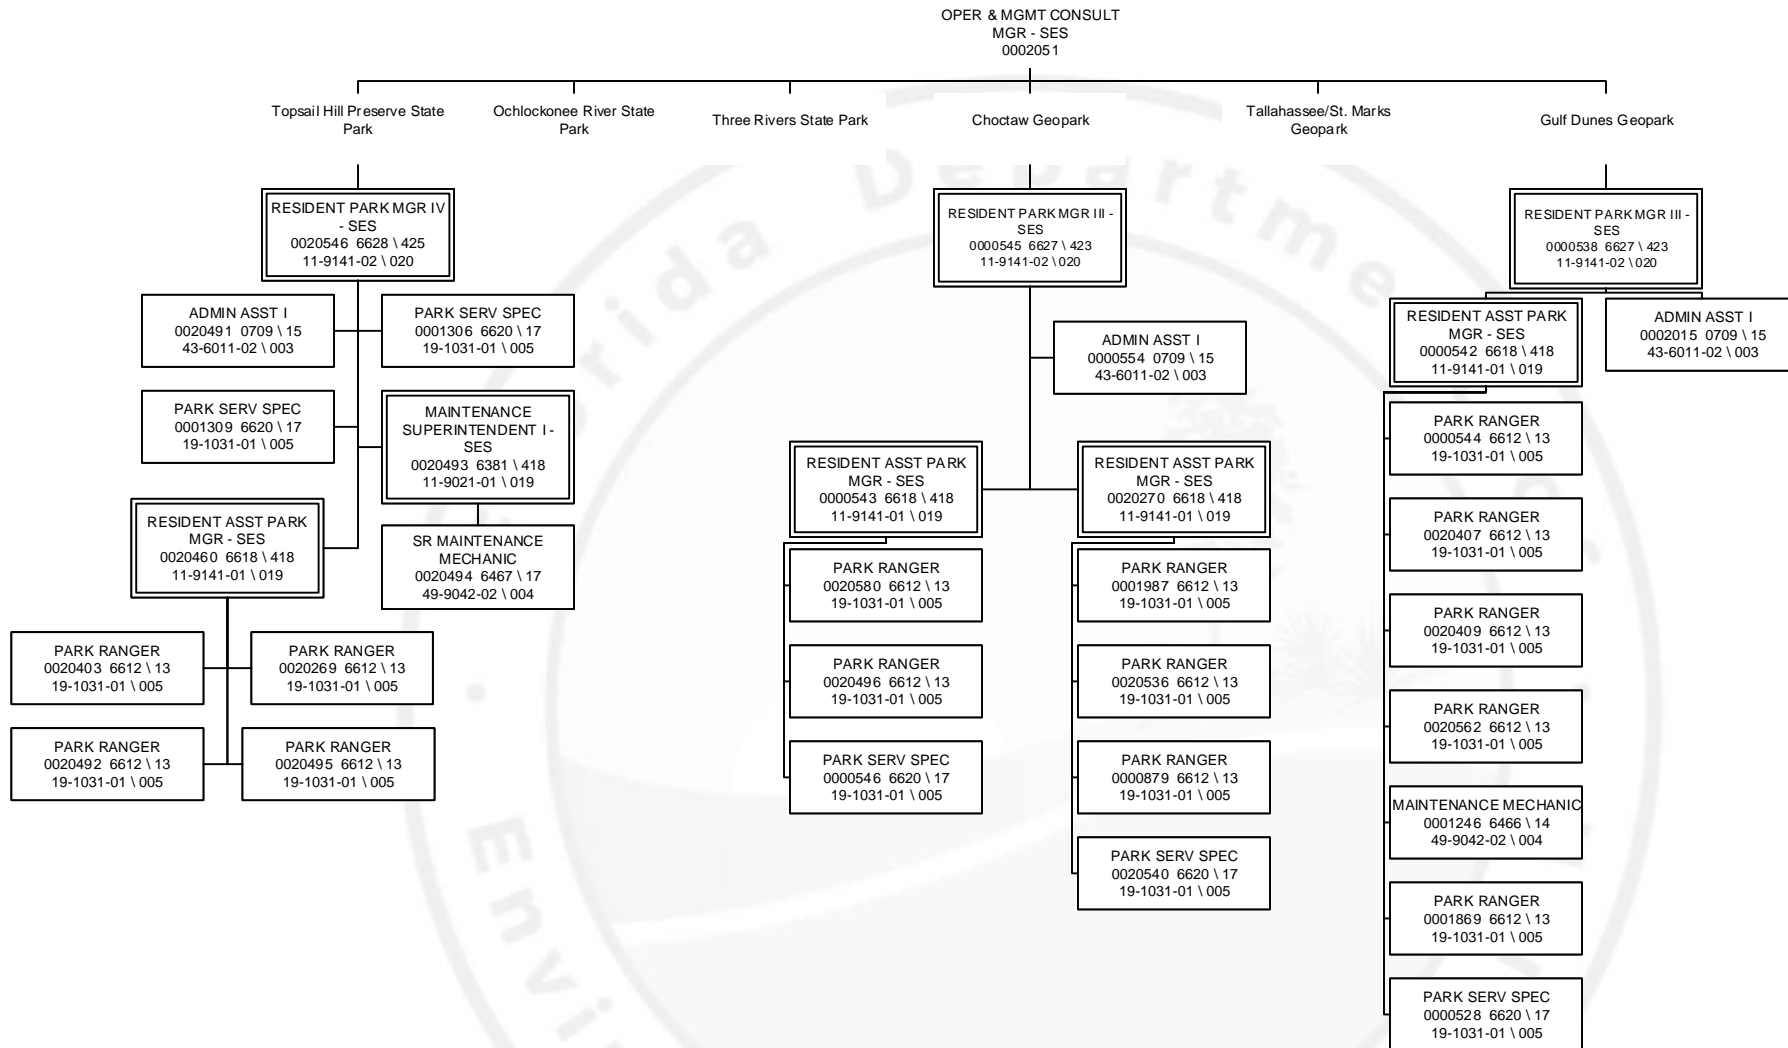 OPER & MGMT CONSULT
MGR - SES
0002051
Topsail Hill Preserve State
Park
Ochlockonee River State
Park
Three Rivers State Park
Choctaw Geopark
Tallahassee/St. Marks
Geopark
Gulf Dunes Geopark
RESIDENT PARK MGR IV
- SES
0020546 6628 \ 425
11-9141-02 \ 020
ADMIN ASST I
0020491 0709 \ 15
43-6011-02 \ 003
PARK SERV SPEC
0001306 6620 \ 17
19-1031-01 \ 005
PARK SERV SPEC
0001309 6620 \ 17
19-1031-01 \ 005
MAINTENANCE
SUPERINTENDENT I -
SES
0020493 6381 \ 418
11-9021-01 \ 019
RESIDENT ASST PARK
MGR - SES
0020460 6618 \ 418
11-9141-01 \ 019
SR MAINTENANCE
MECHANIC
0020494 6467 \ 17
49-9042-02 \ 004
PARK RANGER
0020403 6612 \ 13
19-1031-01 \ 005
PARK RANGER
0020269 6612 \ 13
19-1031-01 \ 005
PARK RANGER
0020492 6612 \ 13
19-1031-01 \ 005
PARK RANGER
0020495 6612 \ 13
19-1031-01 \ 005
RESIDENT PARK MGR III -
SES
0000545 6627 \ 423
11-9141-02 \ 020
ADMIN ASST I
0000554 0709 \ 15
43-6011-02 \ 003
RESIDENT ASST PARK
MGR - SES
0000543 6618 \ 418
11-9141-01 \ 019
PARK RANGER
0020580 6612 \ 13
19-1031-01 \ 005
PARK RANGER
0020496 6612 \ 13
19-1031-01 \ 005
PARK SERV SPEC
0000546 6620 \ 17
19-1031-01 \ 005
RESIDENT ASST PARK
MGR - SES
0020270 6618 \ 418
11-9141-01 \ 019
PARK RANGER
0001987 6612 \ 13
19-1031-01 \ 005
PARK RANGER
0020536 6612 \ 13
19-1031-01 \ 005
PARK RANGER
0000879 6612 \ 13
19-1031-01 \ 005
PARK SERV SPEC
0020540 6620 \ 17
19-1031-01 \ 005
RESIDENT PARK MGR III -
SES
0000538 6627 \ 423
11-9141-02 \ 020
RESIDENT ASST PARK
MGR - SES
0000542 6618 \ 418
11-9141-01 \ 019
ADMIN ASST I
0002015 0709 \ 15
43-6011-02 \ 003
PARK RANGER
0000544 6612 \ 13
19-1031-01 \ 005
PARK RANGER
0020407 6612 \ 13
19-1031-01 \ 005
PARK RANGER
0020409 6612 \ 13
19-1031-01 \ 005
PARK RANGER
0020562 6612 \ 13
19-1031-01 \ 005
MAINTENANCE MECHANIC
0001246 6466 \ 14
49-9042-02 \ 004
PARK RANGER
0001869 6612 \ 13
19-1031-01 \ 005
PARK SERV SPEC
0000528 6620 \ 17
19-1031-01 \ 005